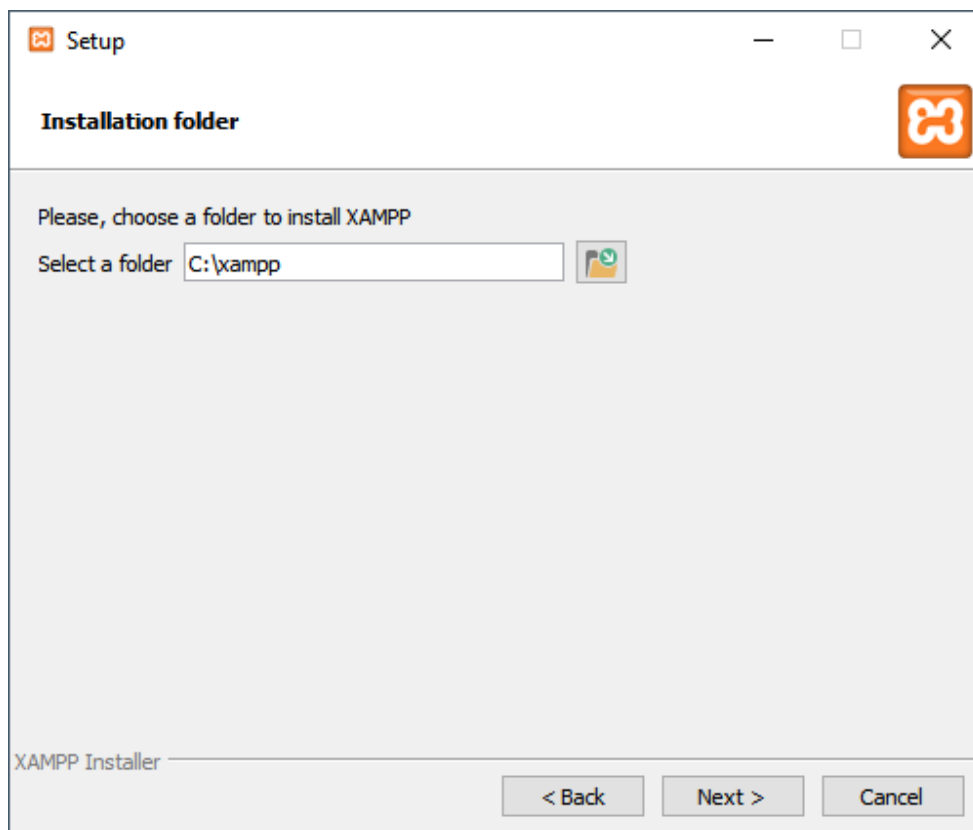 Setup
Installation folder
Please, choose a folder to install XAMPP
Select a folder C:\xampp
XAMPP Installer
< Back Next > Cancel